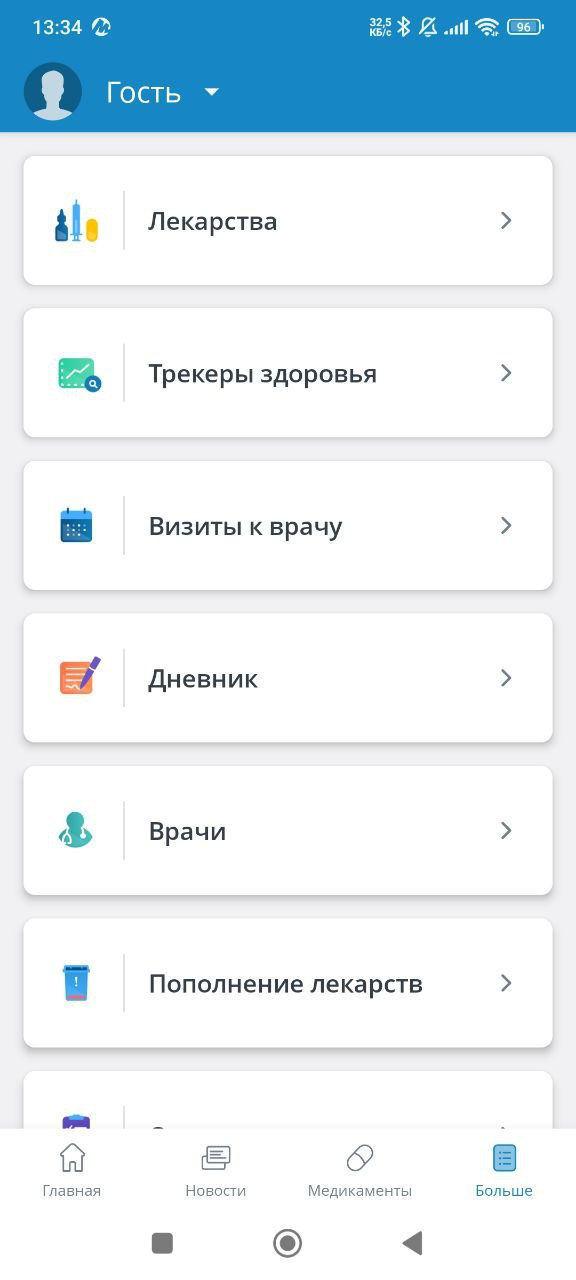 13:34
32,5
КБ/с
96
Гость
Лекарства
Трекеры здоровья
Визиты к врачу
Дневник
Врачи
Пополнение лекарств
Главная
Новости
Медикаменты
Больше